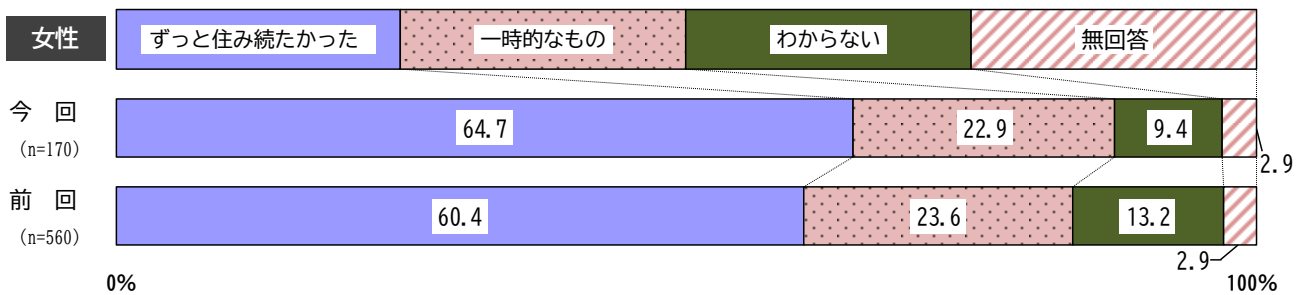 女性 ずっと住み続たかった 一時的なもの わからない 無回答
今 回 64.7 22.9 9.4
（n=170） 2.9
前 回 60.4 23.6 13.2
（n=560） 2.9
0% 100%